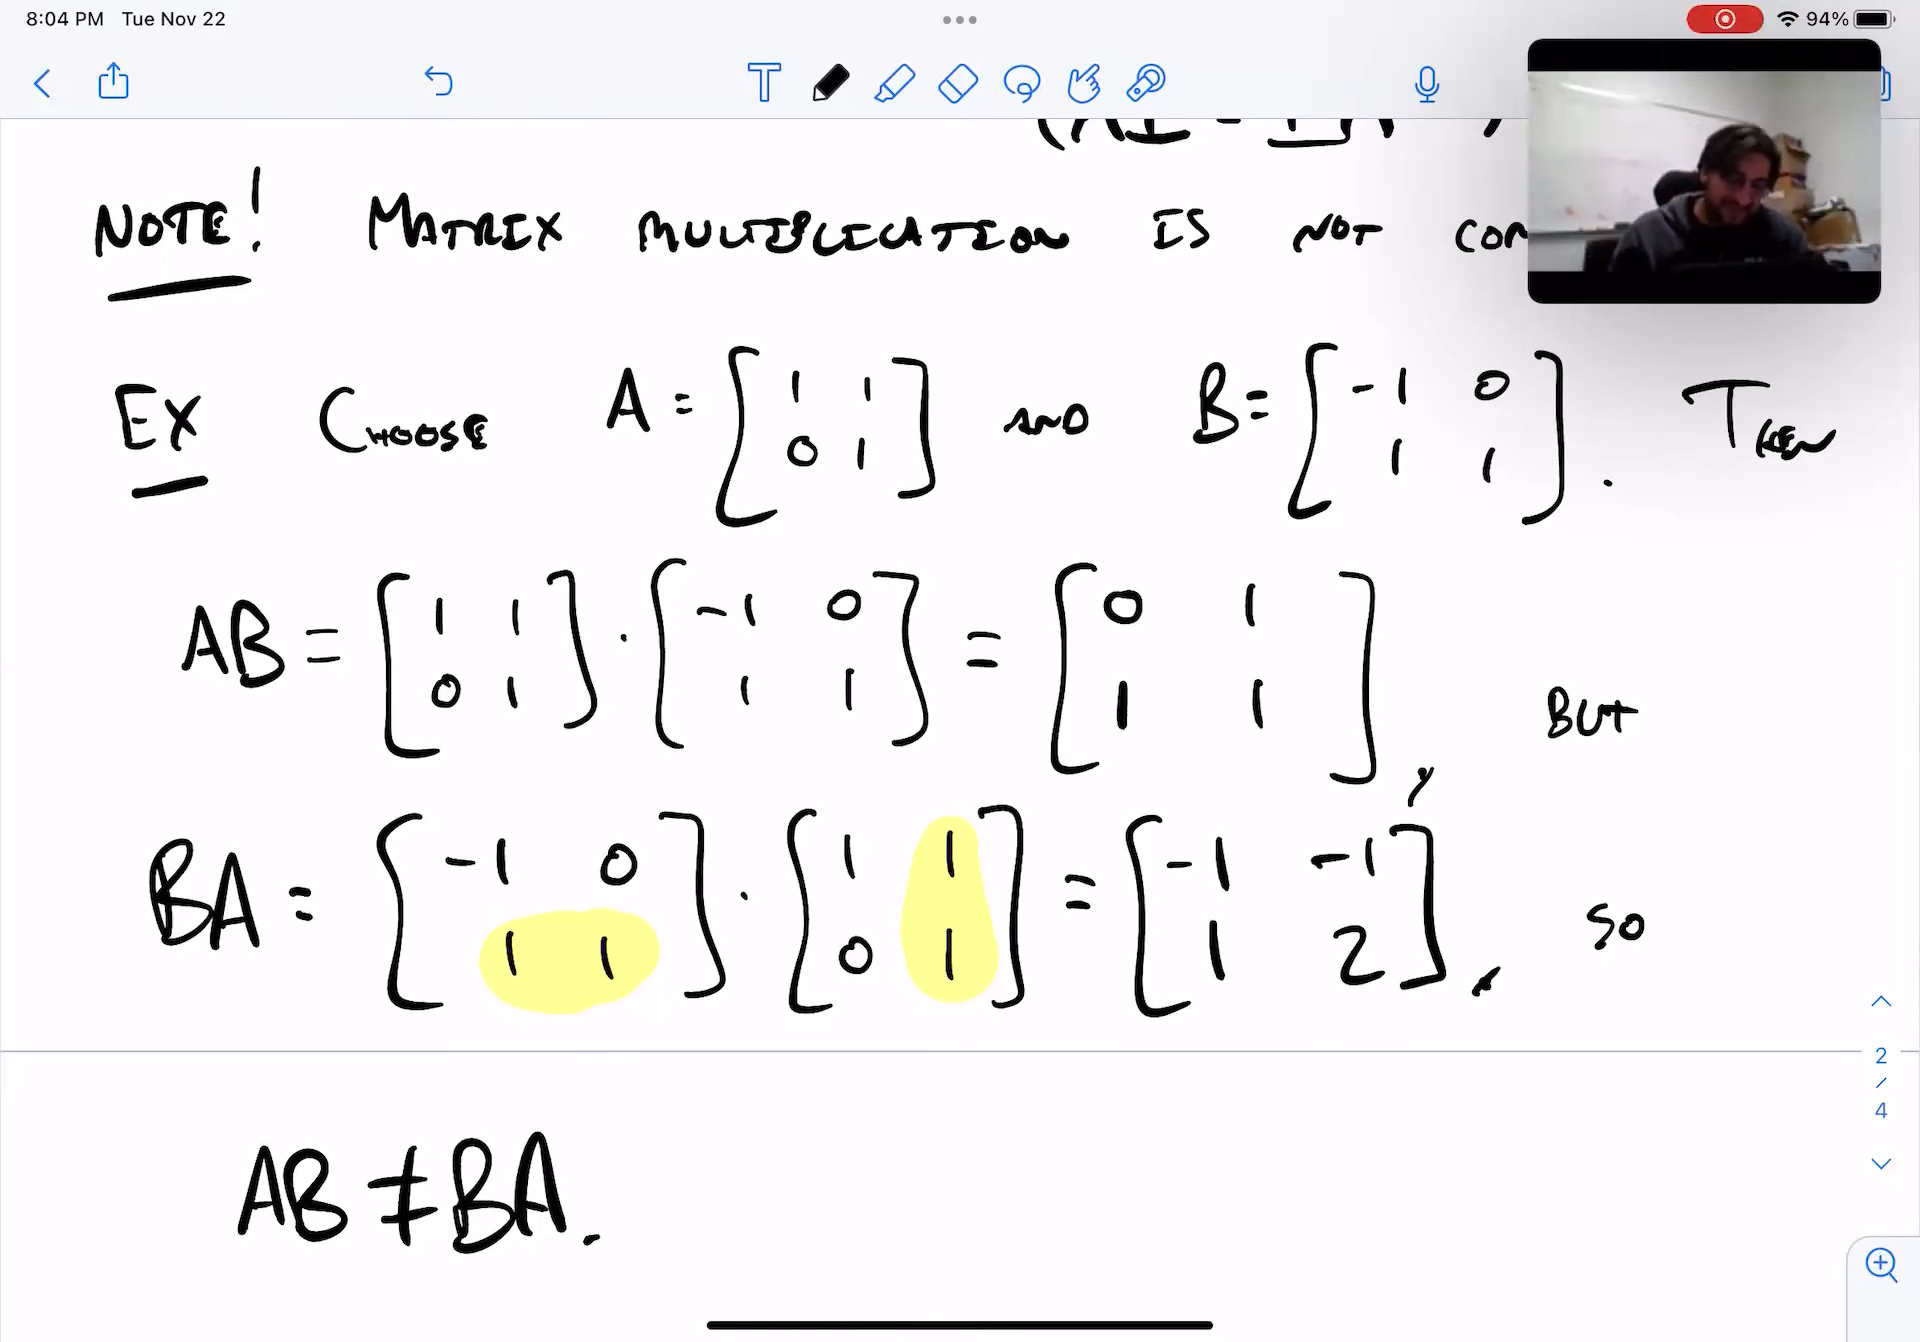 8:04 PM Tue Nov 22
94%
NOTE! MATRIX MULTIPLICATION IS NOT
EX CHOOSE A = [1 1; 0 1] AND B = [-1 0; 1 1]. THEN
AB = [1 1; 0 1] · [-1 0; 1 1] = [0 1; 1 1], BUT
BA = [-1 0; 1 1] · [1 1; 0 1] = [-1 -1; 1 2], SO
2 / 4
AB ≠ BA.